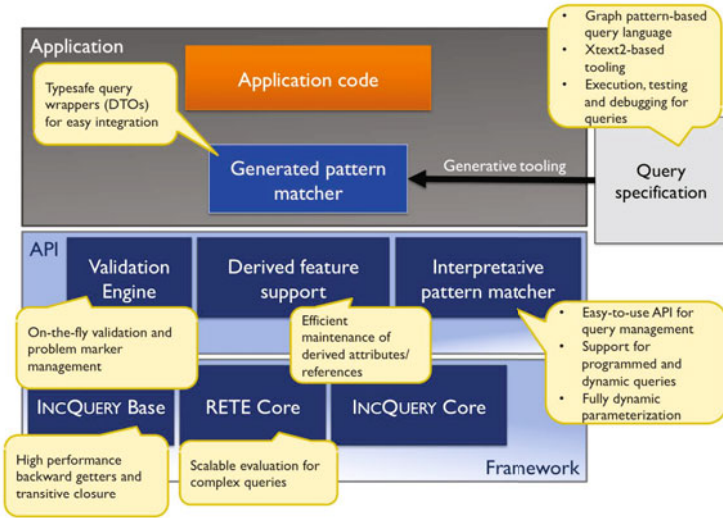 Application
Application code
Typesafe query
wrappers (DTOs)
for easy integration
• Graph pattern-based
query language
• Xtext2-based
tooling
• Execution, testing
and debugging for
queries
Generated pattern
matcher
Generative tooling
Query
specification
API
Validation
Engine
Derived feature
support
Interpretative
pattern matcher
On-the-fly validation and
problem marker
management
Efficient
maintenance of
derived attributes/
references
• Easy-to-use API for
query management
• Support for
programmed and
dynamic queries
• Fully dynamic
parameterization
INCQUERY BASE
RETE Core
INCQUERY CORE
High performance
backward getters and
transitive closure
Scalable evaluation for
complex queries
Framework